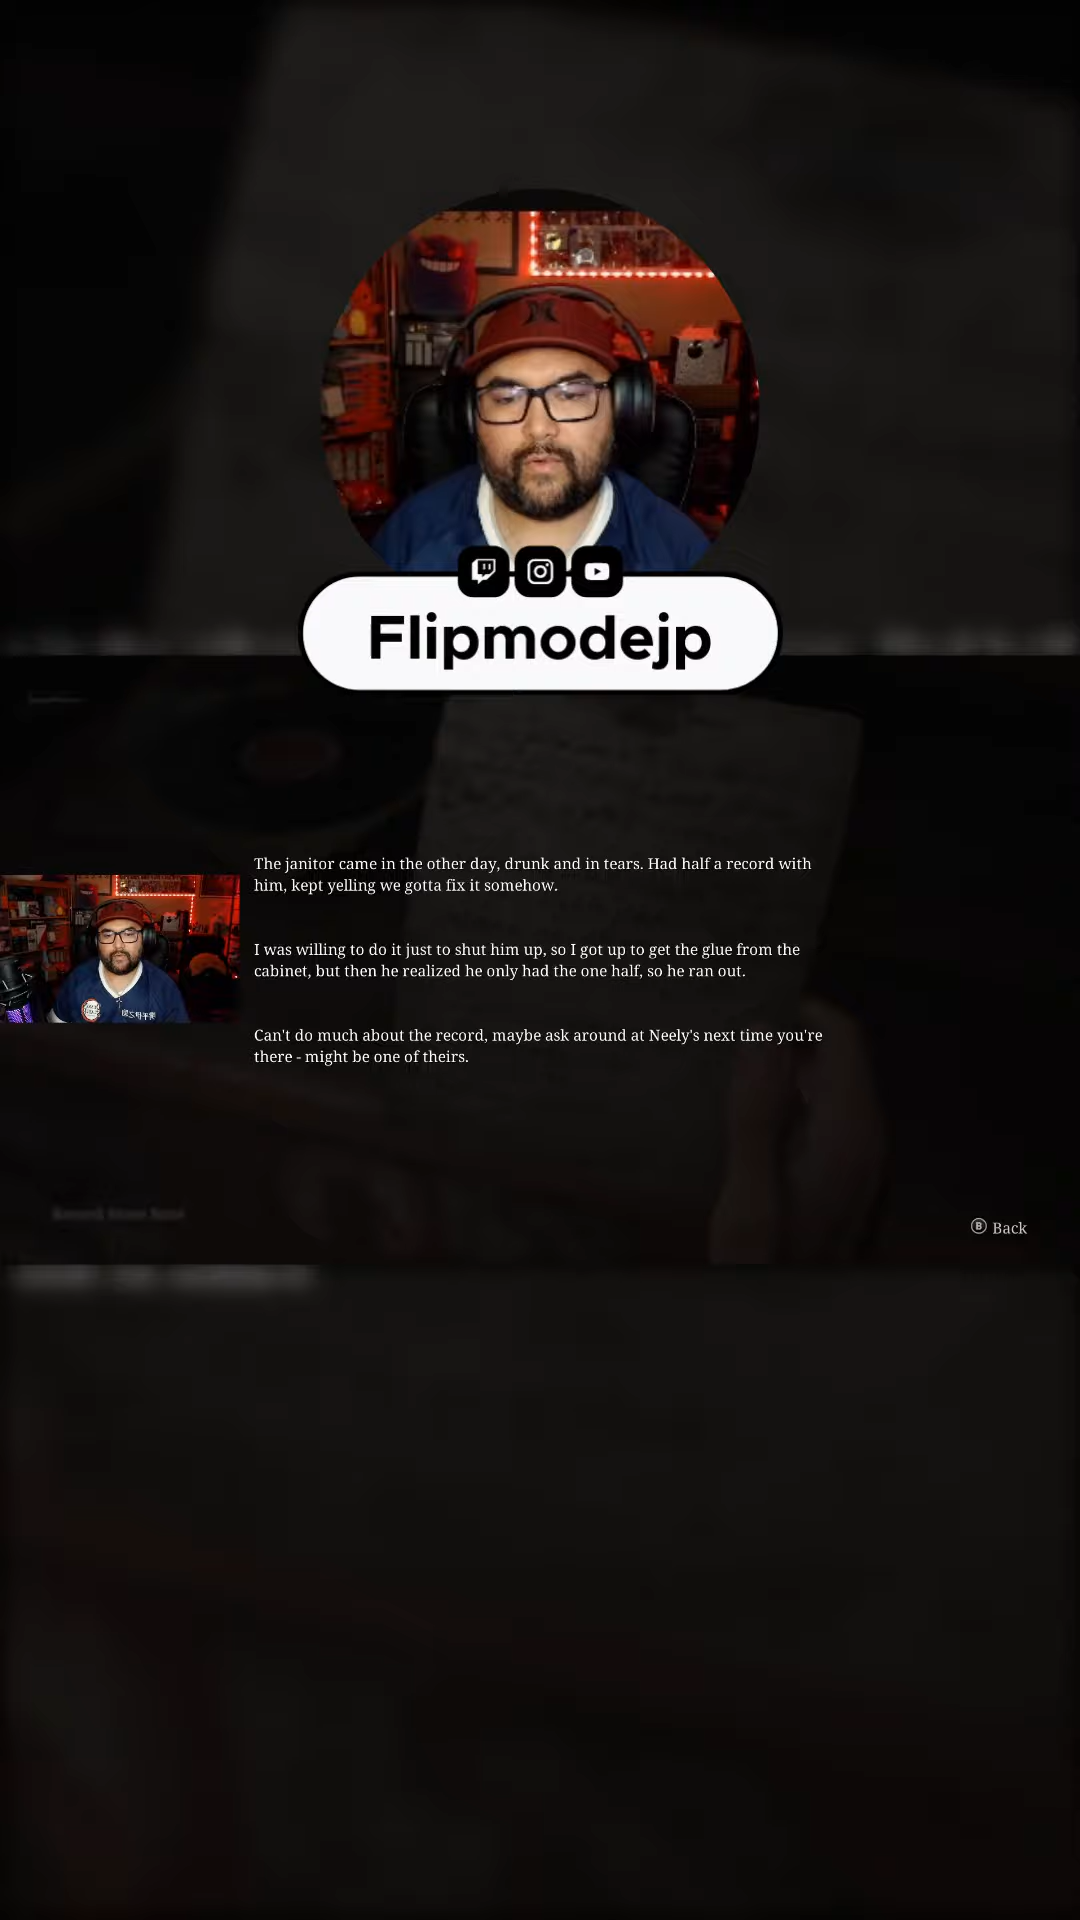 Flipmodejp
The janitor came in the other day, drunk and in tears. Had half a record with
him, kept yelling we gotta fix it somehow.
I was willing to do it just to shut him up, so I got up to get the glue from the
cabinet, but then he realized he only had the one half, so he ran out.
Can't do much about the record, maybe ask around at Neely's next time you're
there - might be one of theirs.
B Back